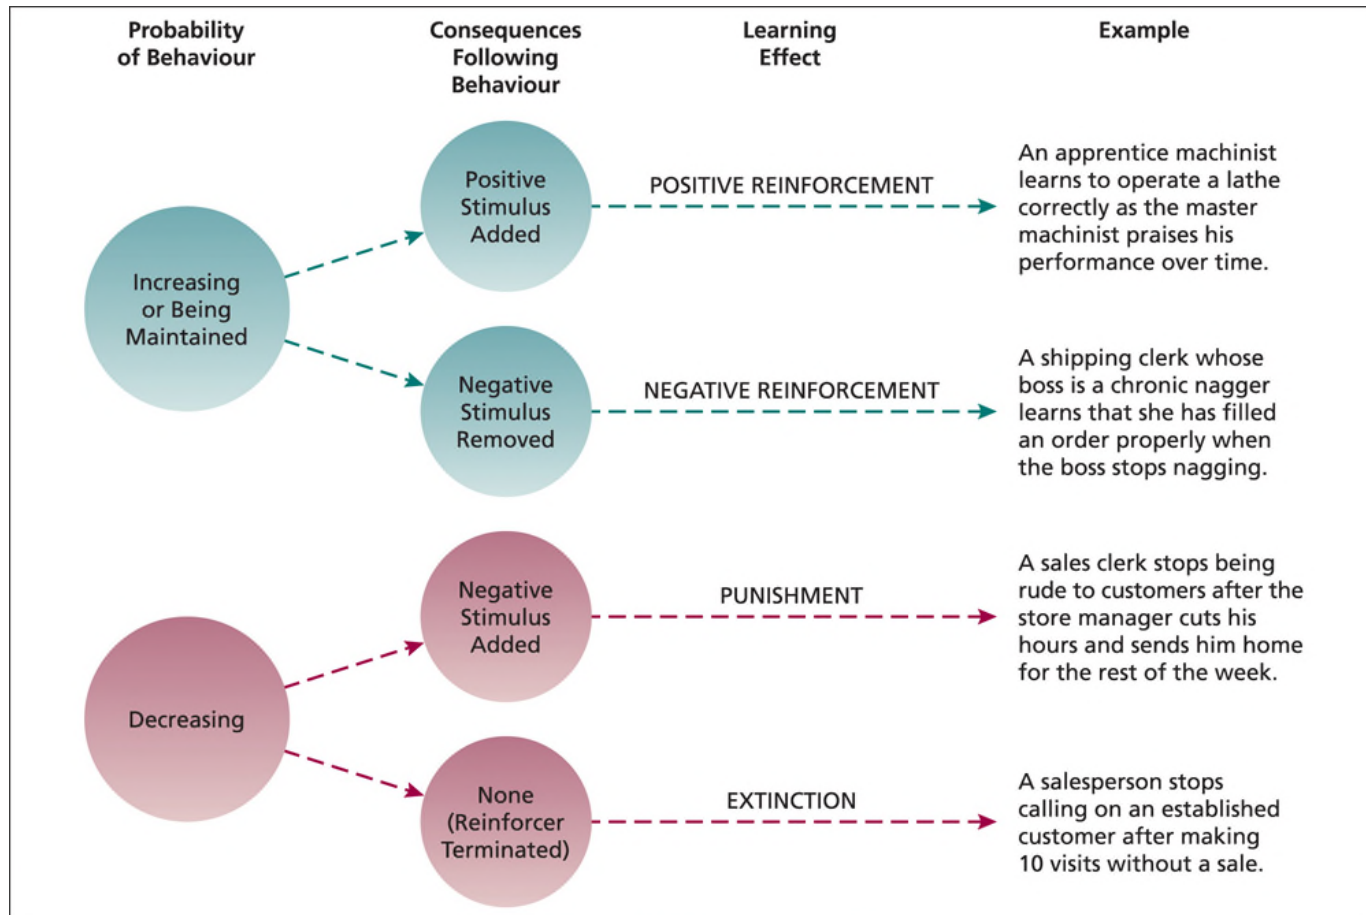 Probability
of Behaviour
Consequences
Following
Behaviour
Learning
Effect
Example
Increasing
or Being
Maintained
Positive
Stimulus
Added
POSITIVE REINFORCEMENT
An apprentice machinist
learns to operate a lathe
correctly as the master
machinist praises his
performance over time.
Negative
Stimulus
Removed
NEGATIVE REINFORCEMENT
A shipping clerk whose
boss is a chronic nagger
learns that she has filled
an order properly when
the boss stops nagging.
Decreasing
Negative
Stimulus
Added
PUNISHMENT
A sales clerk stops being
rude to customers after the
store manager cuts his
hours and sends him home
for the rest of the week.
None
(Reinforcer
Terminated)
EXTINCTION
A salesperson stops
calling on an established
customer after making
10 visits without a sale.